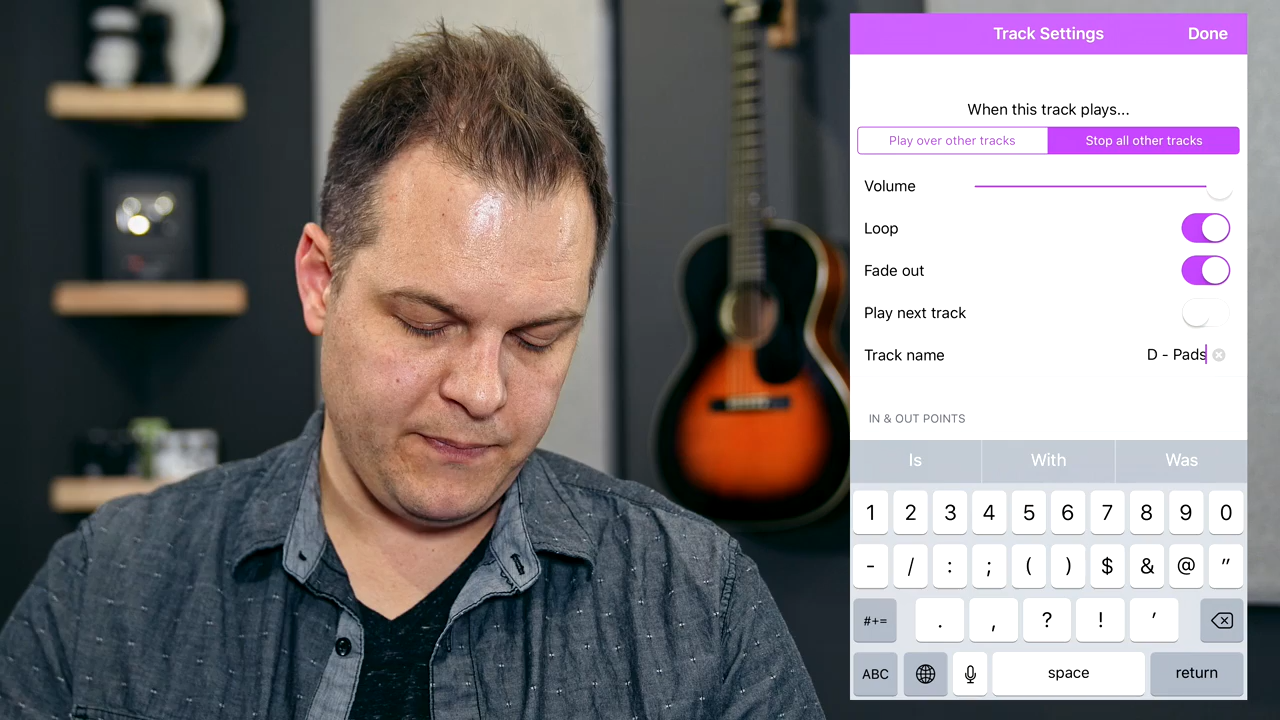 Track Settings Done
When this track plays...
Play over other tracks Stop all other tracks
Volume
Loop
Fade out
Play next track
Track name D - Pads
IN & OUT POINTS
Is With Was
1 2 3 4 5 6 7 8 9 0
- / : ; ( ) $ & @ "
#+= . , ? ! '
ABC space return